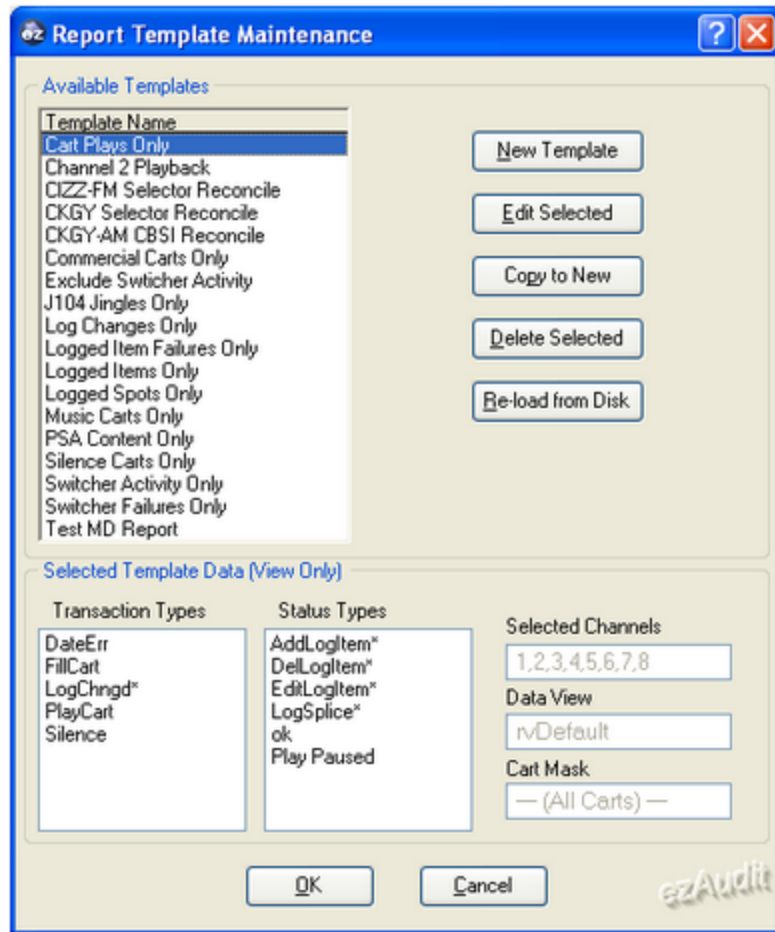 ez Report Template Maintenance ?
Available Templates
Template Name
Cart Plays Only
Channel 2 Playback
CIZZ-FM Selector Reconcile
CKGY Selector Reconcile
CKGY-AM CBSI Reconcile
Commercial Carts Only
Exclude Swticher Activity
J104 Jingles Only
Log Changes Only
Logged Item Failures Only
Logged Items Only
Logged Spots Only
Music Carts Only
PSA Content Only
Silence Carts Only
Switcher Activity Only
Switcher Failures Only
Test MD Report
New Template
Edit Selected
Copy to New
Delete Selected
Re-load from Disk
Selected Template Data (View Only)
Transaction Types
DateErr
FillCart
LogChngd*
PlayCart
Silence
Status Types
AddLogItem*
DelLogItem*
EditLogItem*
LogSplice*
ok
Play Paused
Selected Channels
1,2,3,4,5,6,7,8
Data View
rvDefault
Cart Mask
— (All Carts) —
OK
Cancel
ezAudit